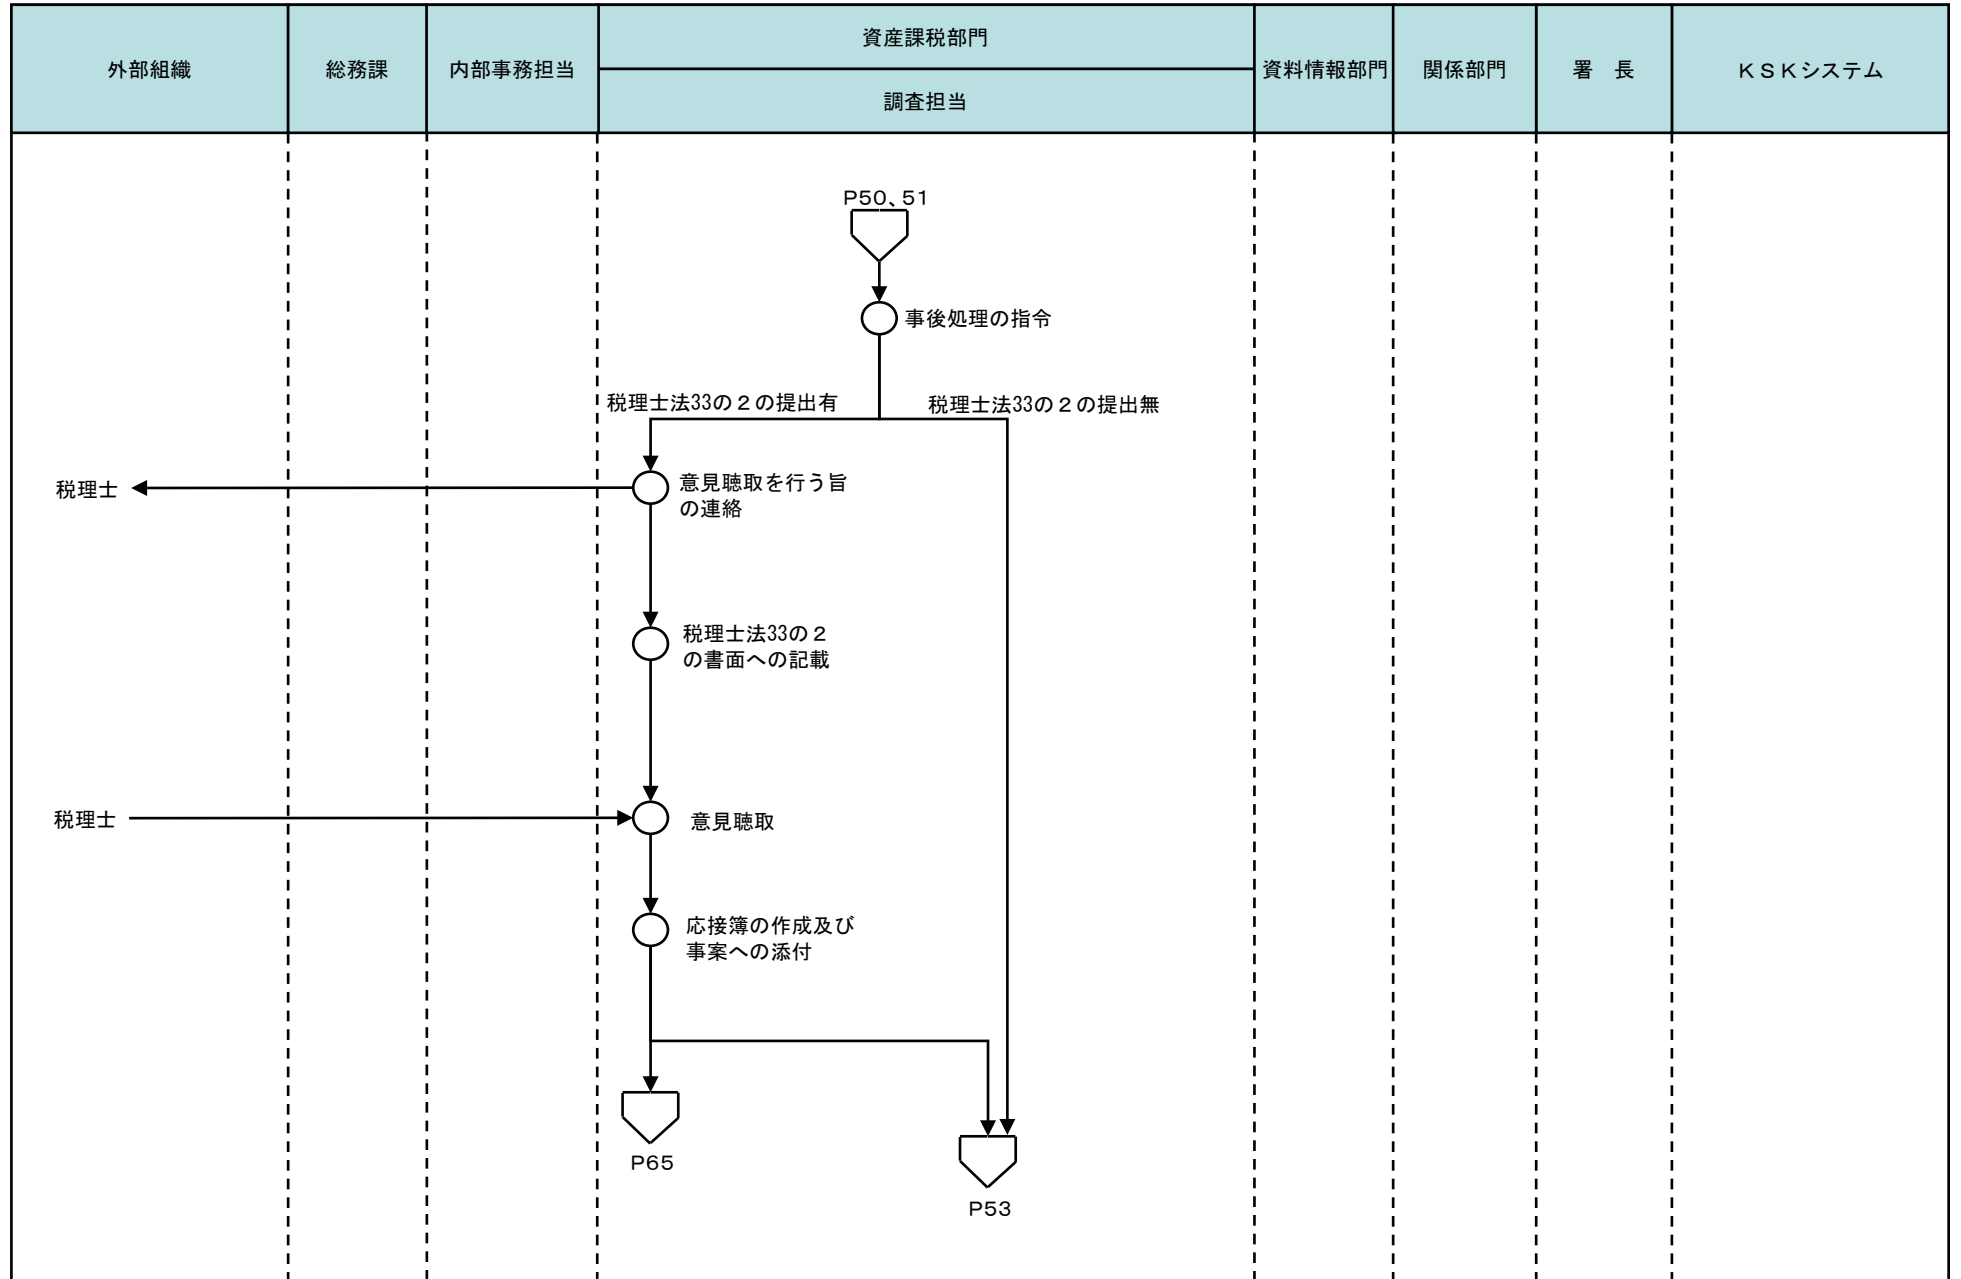 外部組織
総務課
内部事務担当
資産課税部門
調査担当
資料情報部門
関係部門
署　長
ＫＳＫシステム
P50、51
事後処理の指令
税理士法33の２の提出有
税理士法33の２の提出無
税理士
意見聴取を行う旨
の連絡
税理士法33の２
の書面への記載
税理士
意見聴取
応接簿の作成及び
事案への添付
P65
P53